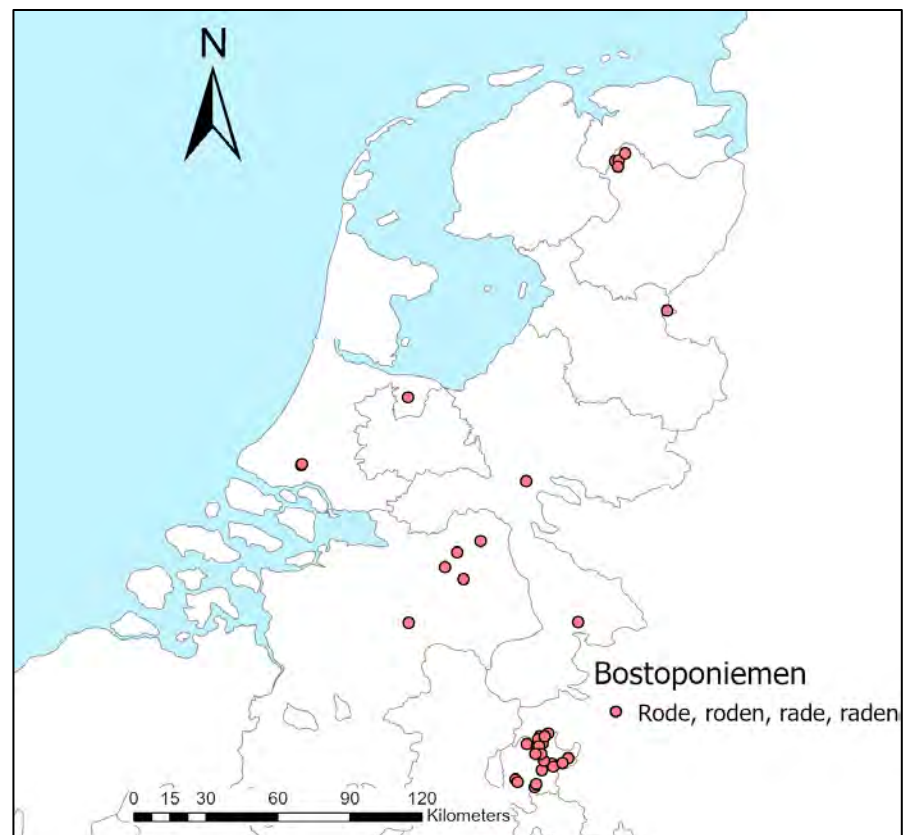 N
Bostoponiemen
Rode, roden, rade, raden
0 15 30 60 90 120
Kilometers